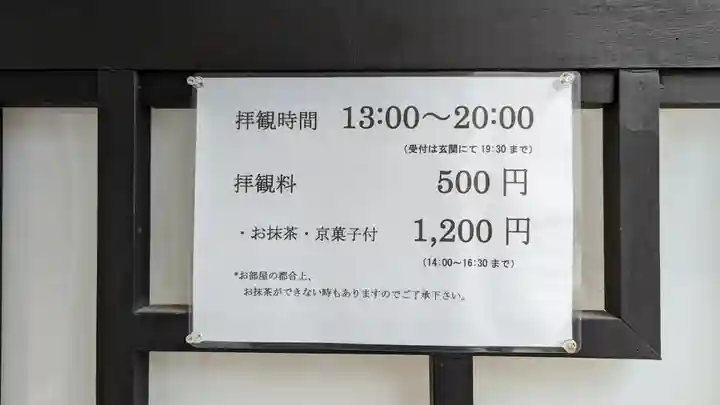 拝観時間 13:00～20:00
(受付は玄関にて 19:30 まで)
拝観料 500 円
・お抹茶・京菓子付 1,200 円
(14:00～16:30 まで)
*お部屋の都合上、
お抹茶ができない時もありますのでご了承下さい。